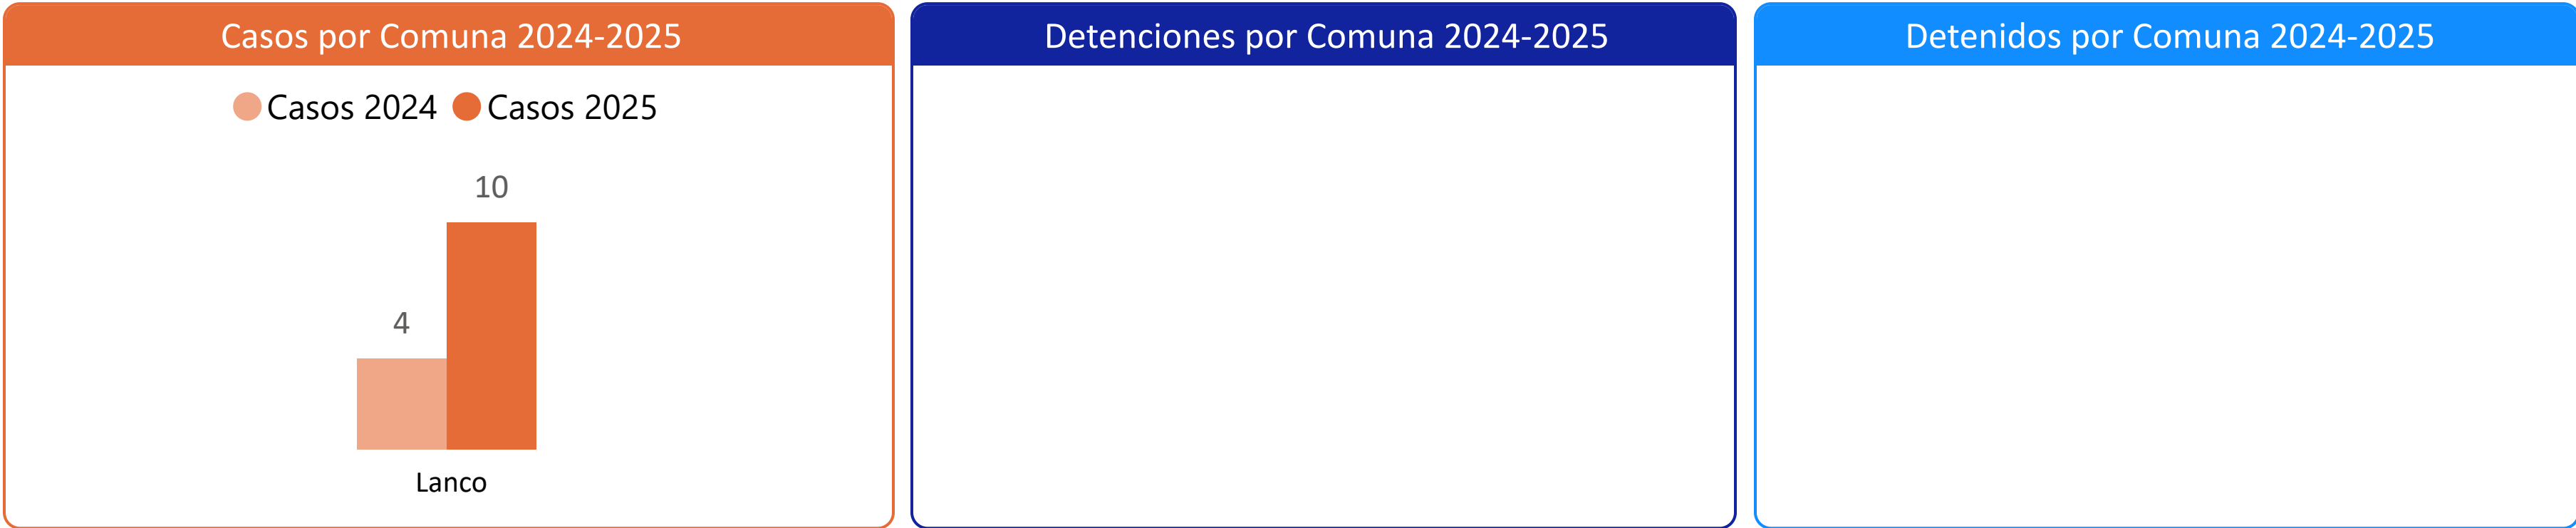 Casos por Comuna 2024-2025
Casos 2024 Casos 2025
10
4
Lanco
Detenciones por Comuna 2024-2025
Detenidos por Comuna 2024-2025